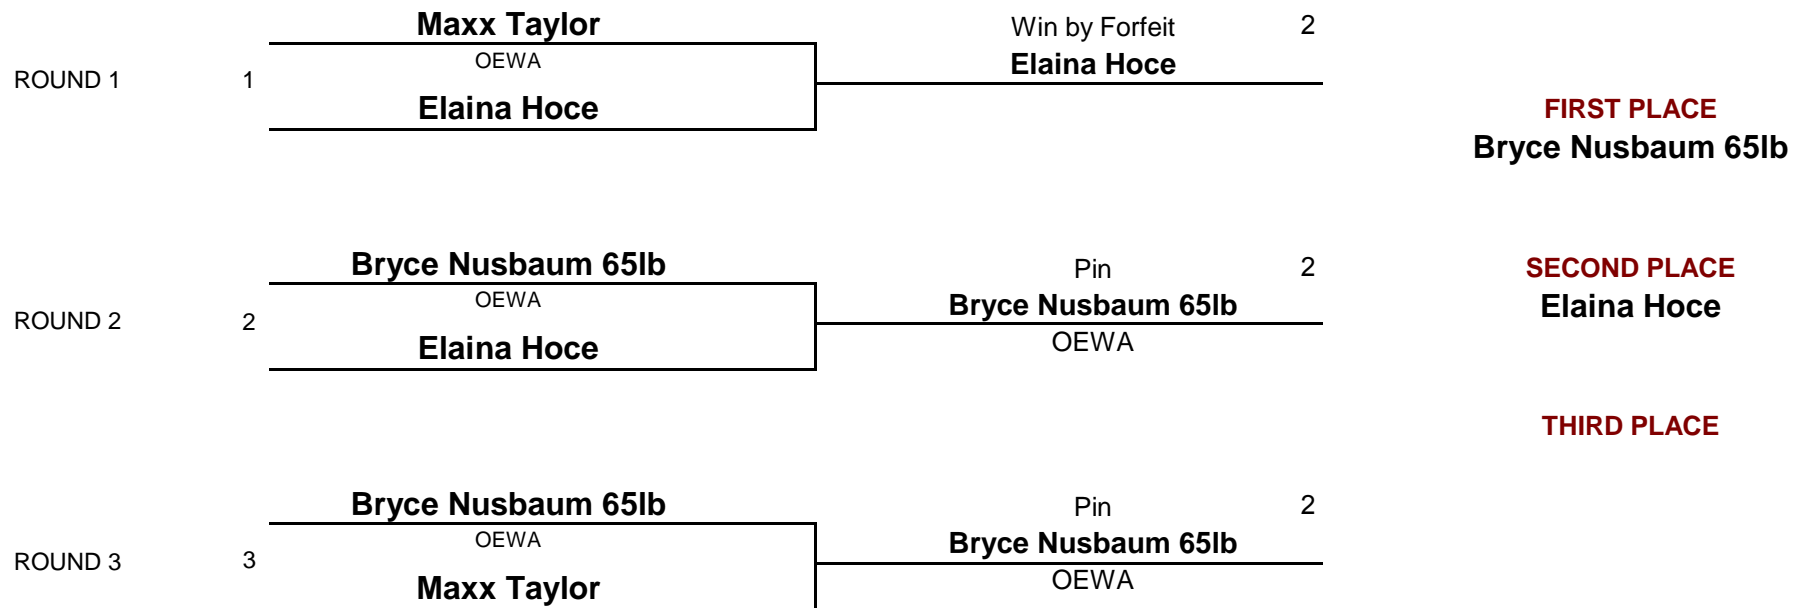 Maxx Taylor
Win by Forfeit 2
OEWA
Elaina Hoce
ROUND 1 1
Elaina Hoce
FIRST PLACE
Bryce Nusbaum 65lb
Bryce Nusbaum 65lb
Pin 2
SECOND PLACE
OEWA
Bryce Nusbaum 65lb
Elaina Hoce
ROUND 2 2
Elaina Hoce
OEWA
THIRD PLACE
Bryce Nusbaum 65lb
Pin 2
OEWA
Bryce Nusbaum 65lb
ROUND 3 3
Maxx Taylor
OEWA